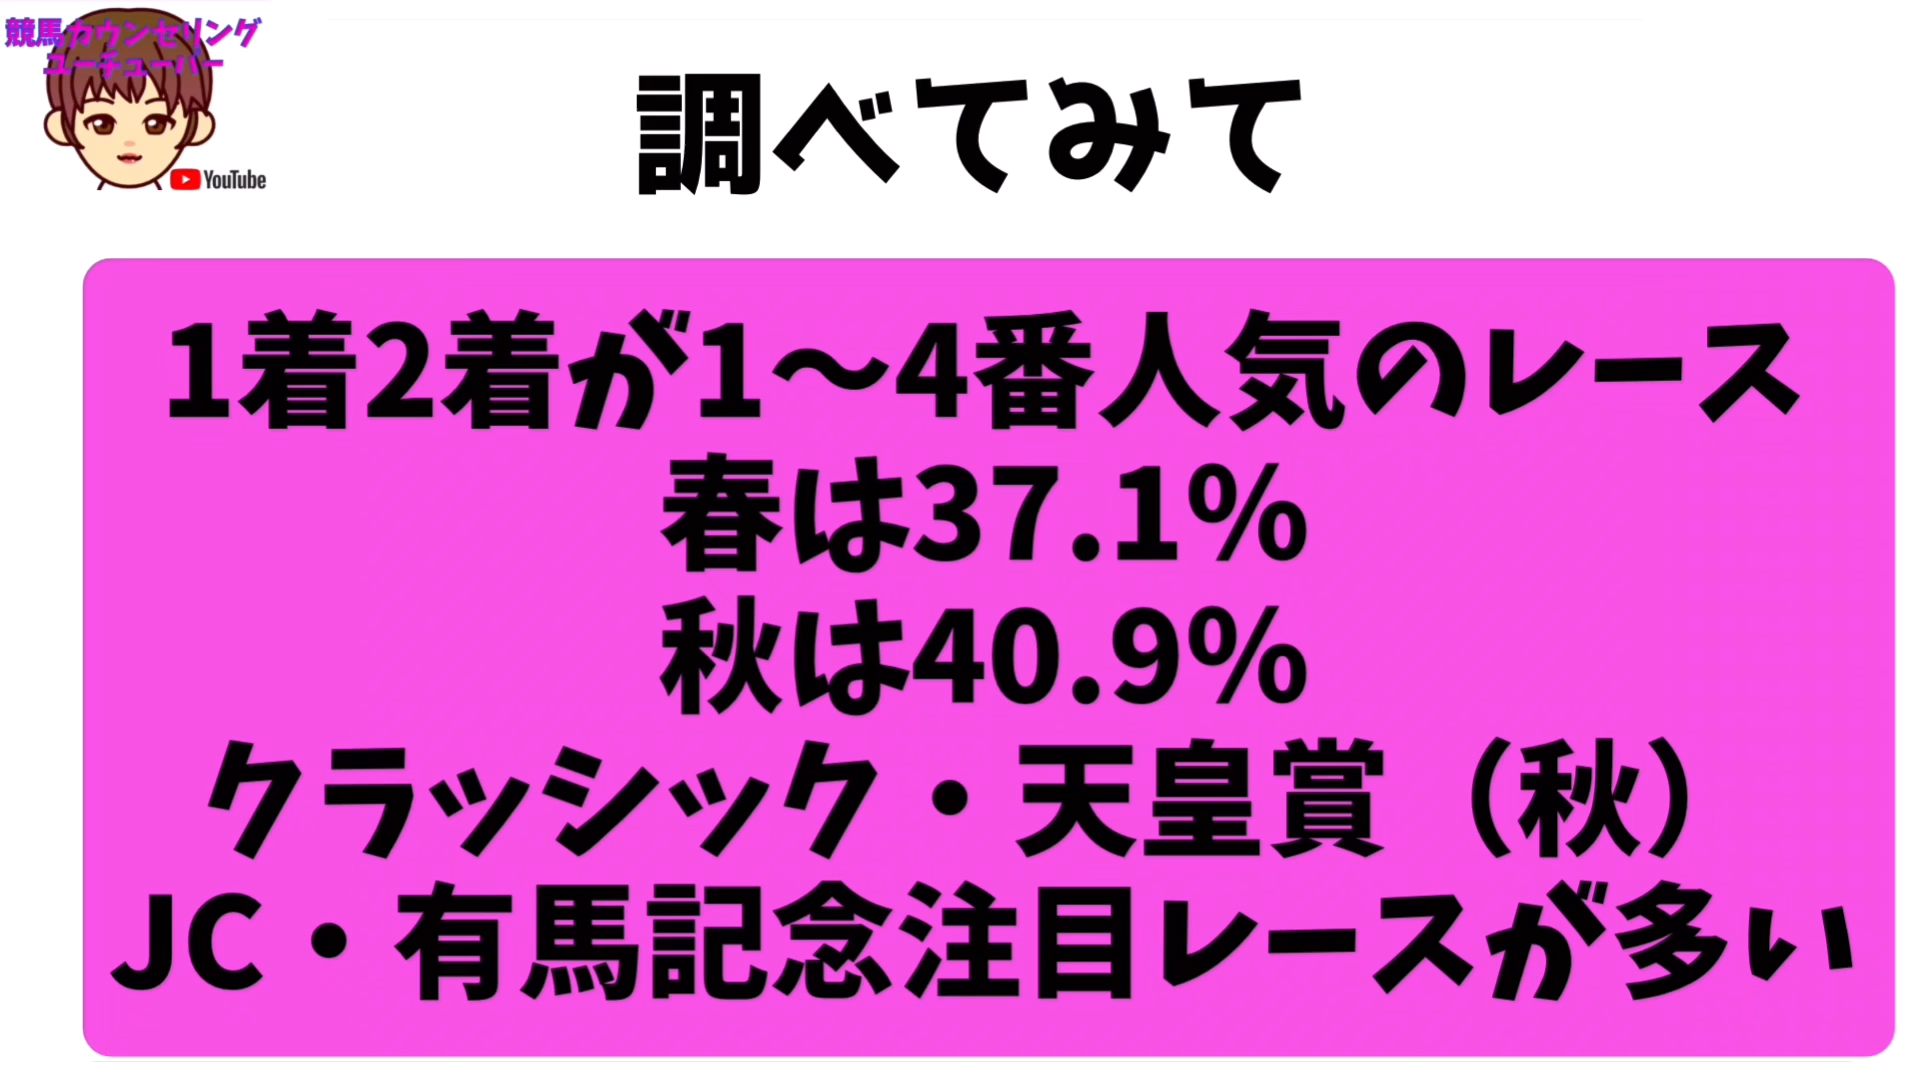 競馬カウンセリング
ユーチューバー
YouTube
調べてみて
1着2着が1〜4番人気のレース
春は37.1%
秋は40.9%
クラッシック・天皇賞（秋）
JC・有馬記念注目レースが多い